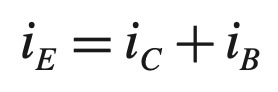 i_E = i_C + i_B